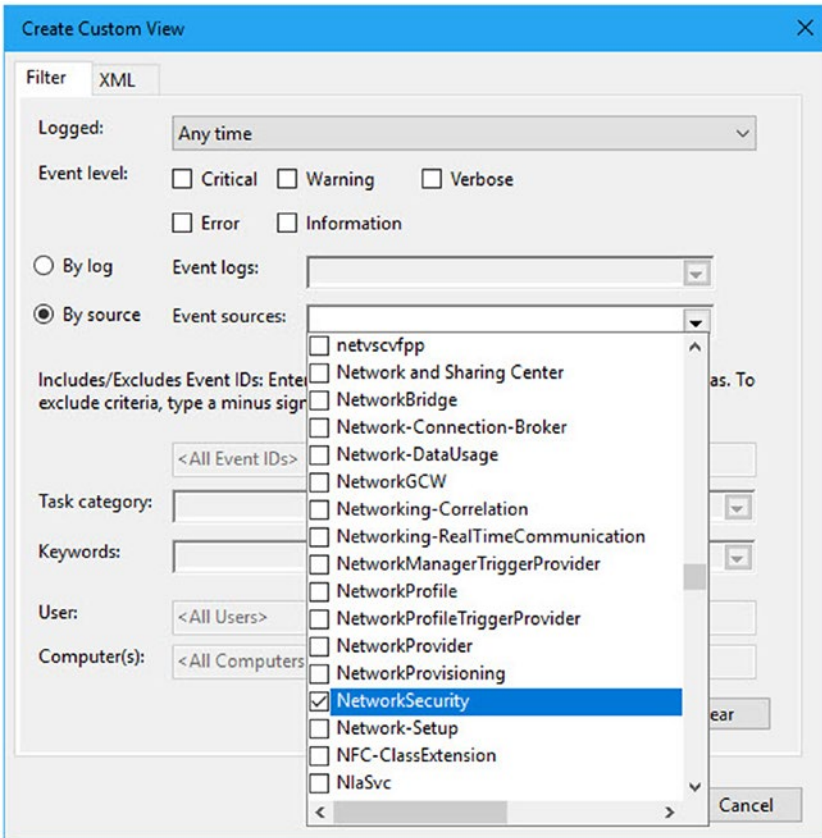 Create Custom View
Filter XML
Logged: Any time
Event level: Critical Warning Verbose
Error Information
By log Event logs:
By source Event sources:
netvscvfpp
Network and Sharing Center
Includes/Excludes Event IDs: Enter as. To
NetworkBridge
exclude criteria, type a minus sign
Network-Connection-Broker
Network-DataUsage
<All Event IDs>
NetworkGCW
Task category:
Networking-Correlation
Networking-RealTimeCommunication
Keywords:
NetworkManagerTriggerProvider
NetworkProfile
User: <All Users>
NetworkProfileTriggerProvider
NetworkProvider
Computer(s): <All Computers
NetworkProvisioning
NetworkSecurity
ear
Network-Setup
NFC-ClassExtension
NlaSvc
Cancel